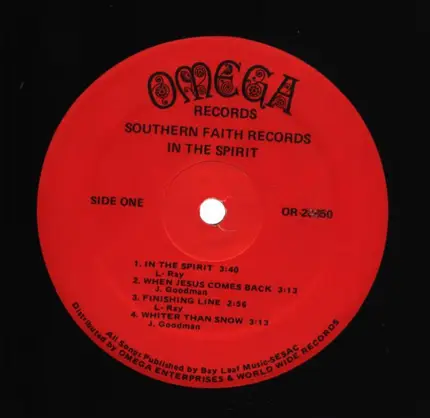 OMEGA
RECORDS
SOUTHERN FAITH RECORDS
IN THE SPIRIT
SIDE ONE
1. IN THE SPIRIT 3:40
L- Ray
2. WHEN JESUS COMES BACK 3:12
J. Goodman
3. FINISHING LINE 2:56
L- Ray
4. WHITER THAN SNOW 3:12
J. Goodman
All Songs Published by Bay Leaf Music-SESAC
Distributed by OMEGA ENTERPRISES & WORLD WIDE RECORDS